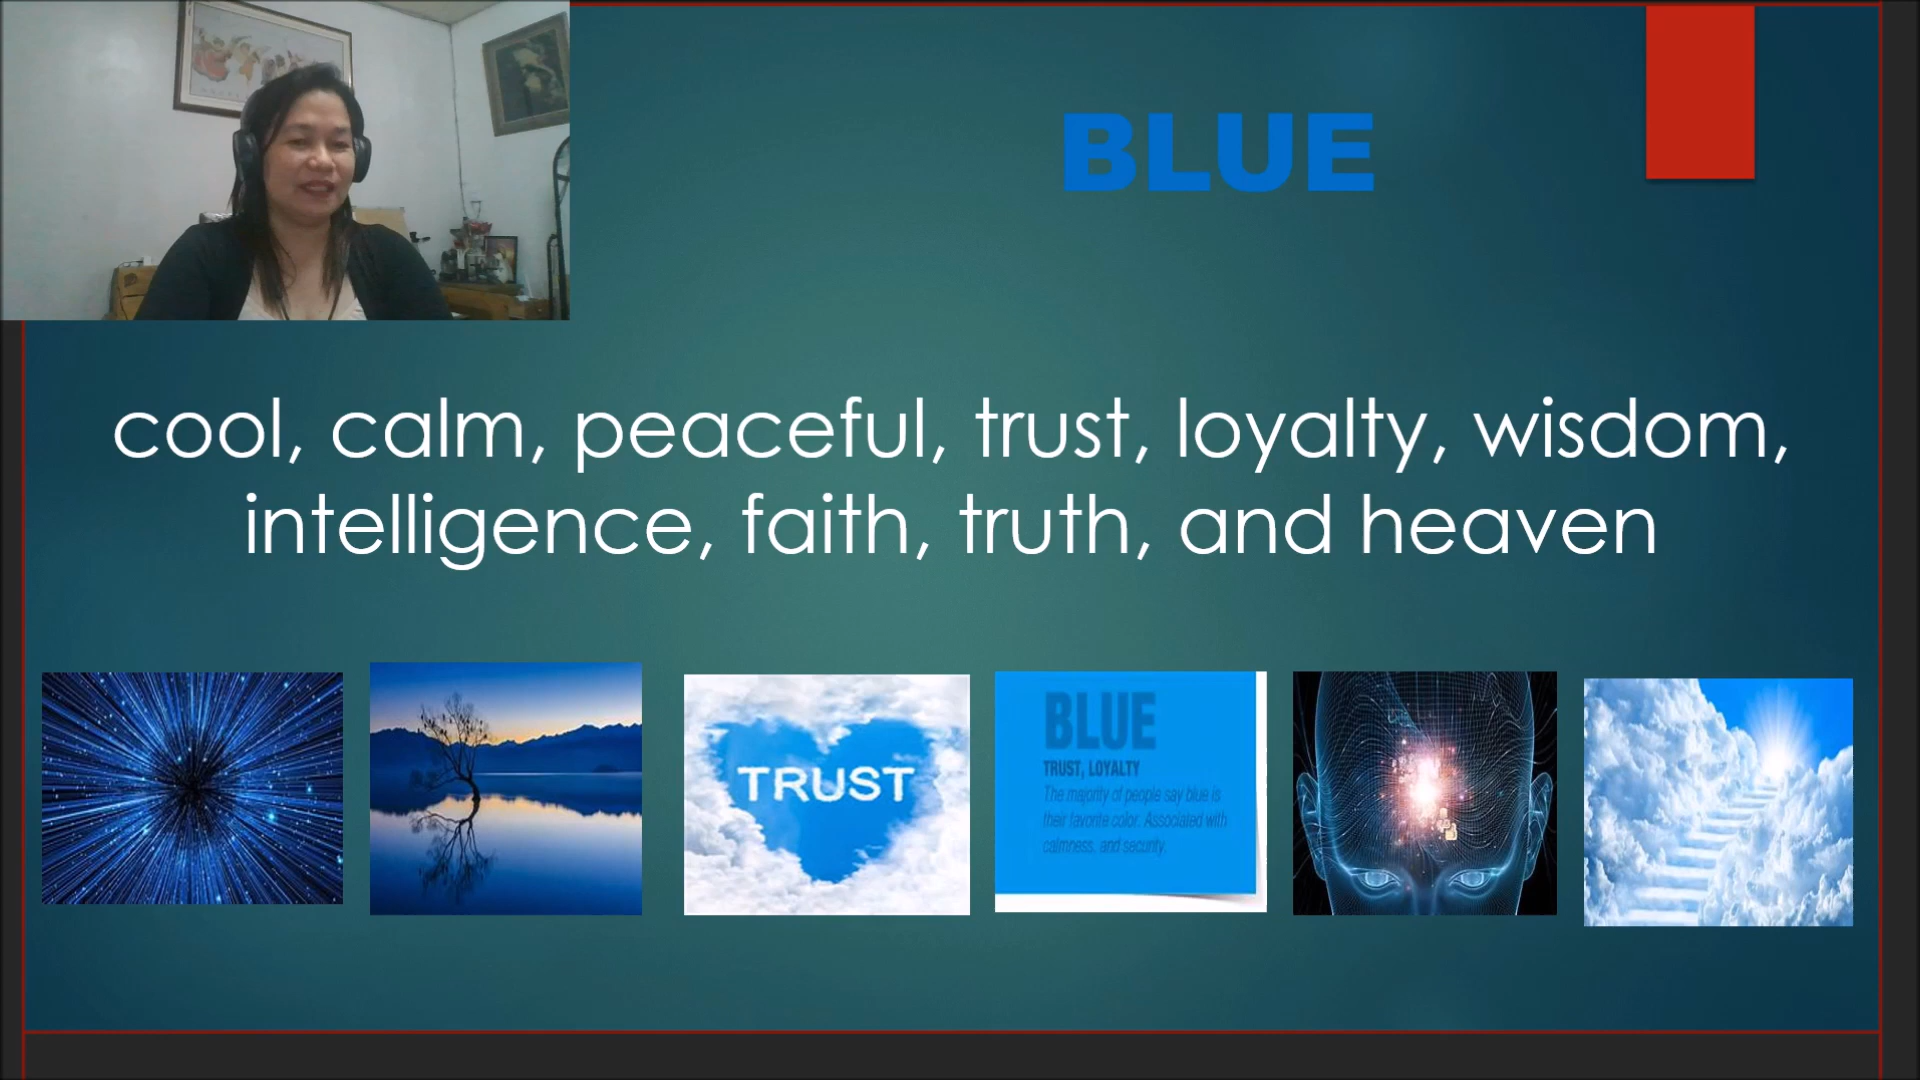 BLUE
cool, calm, peaceful, trust, loyalty, wisdom,
intelligence, faith, truth, and heaven
TRUST
BLUE
TRUST, LOYALTY
The majority of people say blue is
their favorite color. Associated with
calmness, and security.